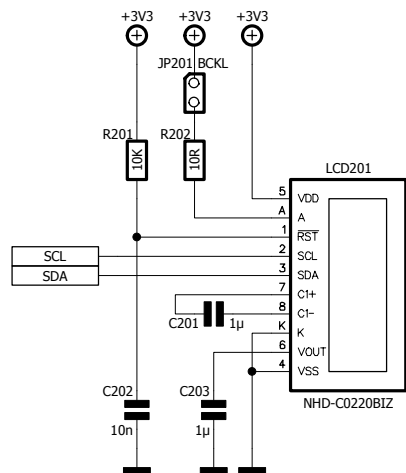 +3V3 +3V3 +3V3
JP201 BCKL
R201 R202
10K 10R
LCD201
5 VDD
A A
1 RST
SCL 2 SCL
SDA 3 SDA
7 C1+
8 C1-
C201 1µ
K K
6 VOUT
4 VSS
C202 C203
NHD-C0220BIZ
10n 1µ